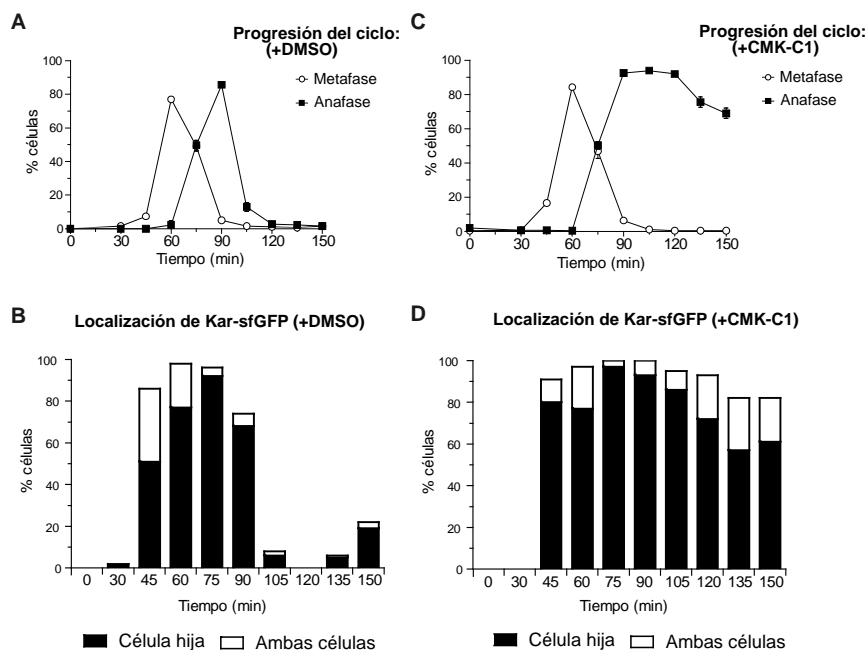 A
Progresión del ciclo:
(+DMSO)
Metafase
Anafase
100
80
60
40
20
0
% células
0 30 60 90 120 150
Tiempo (min)
C
Progresión del ciclo:
(+CMK-C1)
Metafase
Anafase
100
80
60
40
20
0
% células
0 30 60 90 120 150
Tiempo (min)
B
Localización de Kar-sfGFP (+DMSO)
100
80
60
40
20
0
% células
0 30 45 60 75 90 105 120 135 150
Tiempo (min)
Célula hija Ambas células
D
Localización de Kar-sfGFP (+CMK-C1)
100
80
60
40
20
0
% células
0 30 45 60 75 90 105 120 135 150
Tiempo (min)
Célula hija Ambas células